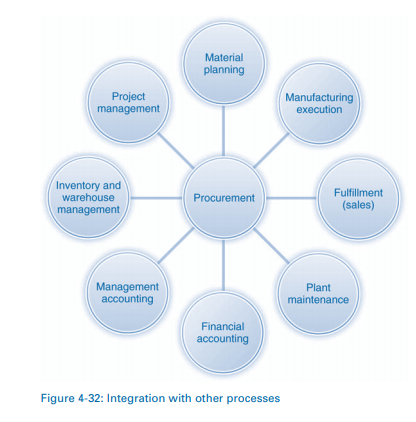 Material
planning
Project
management
Manufacturing
execution
Inventory and
warehouse
management
Procurement
Fulfillment
(sales)
Management
accounting
Plant
maintenance
Financial
accounting
Figure 4-32: Integration with other processes